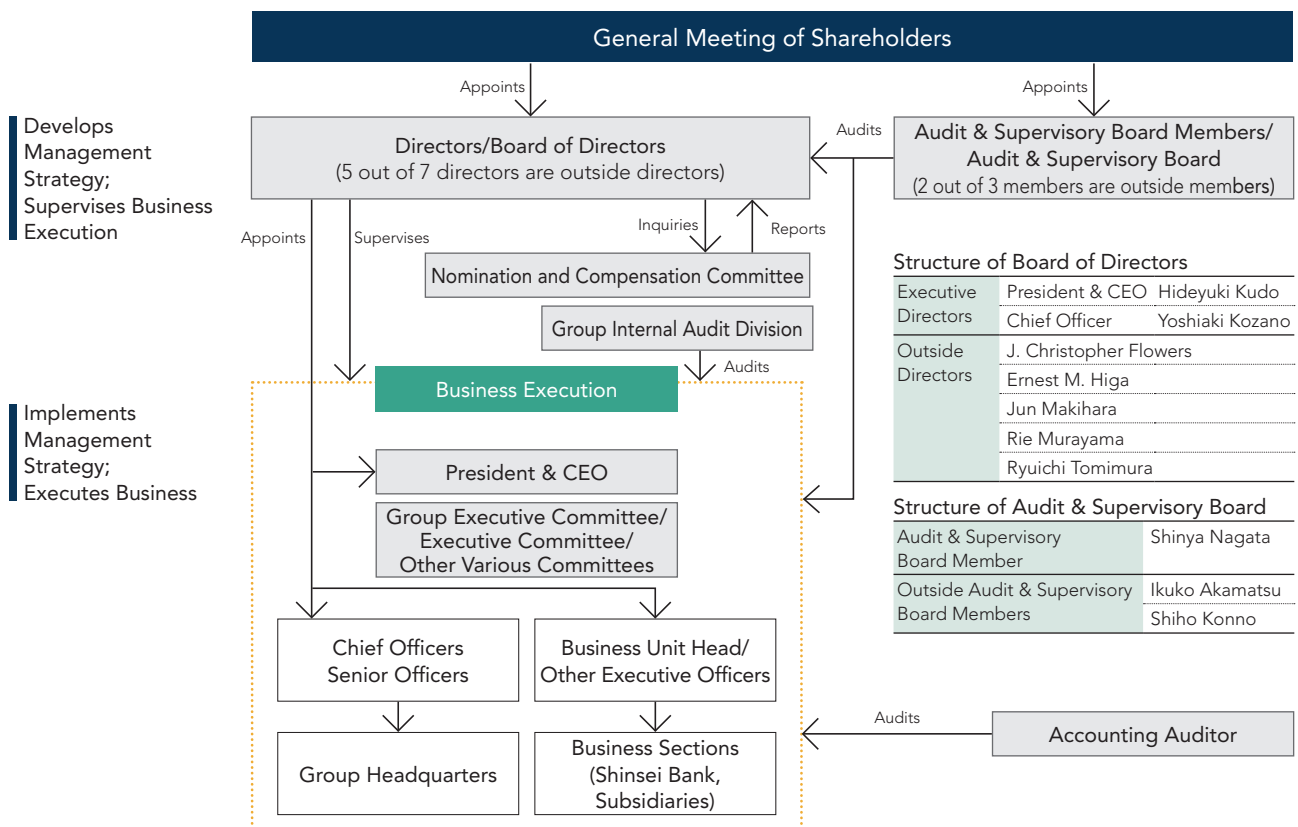 General Meeting of Shareholders
Appoints
Appoints
Develops
Management
Strategy;
Supervises Business
Execution
Directors/Board of Directors
(5 out of 7 directors are outside directors)
Audits
Audit & Supervisory Board Members/
Audit & Supervisory Board
(2 out of 3 members are outside members)
Appoints
Supervises
Inquiries
Reports
Nomination and Compensation Committee
Group Internal Audit Division
Audits
Structure of Board of Directors
Executive
Directors
President & CEO Hideyuki Kudo
Chief Officer Yoshiaki Kozano
Outside
Directors
J. Christopher Flowers
Ernest M. Higa
Jun Makihara
Rie Murayama
Ryuichi Tomimura
Structure of Audit & Supervisory Board
Audit & Supervisory
Board Member
Shinya Nagata
Outside Audit & Supervisory
Board Members
Ikuko Akamatsu
Shiho Konno
Implements
Management
Strategy;
Executes Business
Business Execution
President & CEO
Group Executive Committee/
Executive Committee/
Other Various Committees
Chief Officers
Senior Officers
Business Unit Head/
Other Executive Officers
Group Headquarters
Business Sections
(Shinsei Bank,
Subsidiaries)
Audits
Accounting Auditor